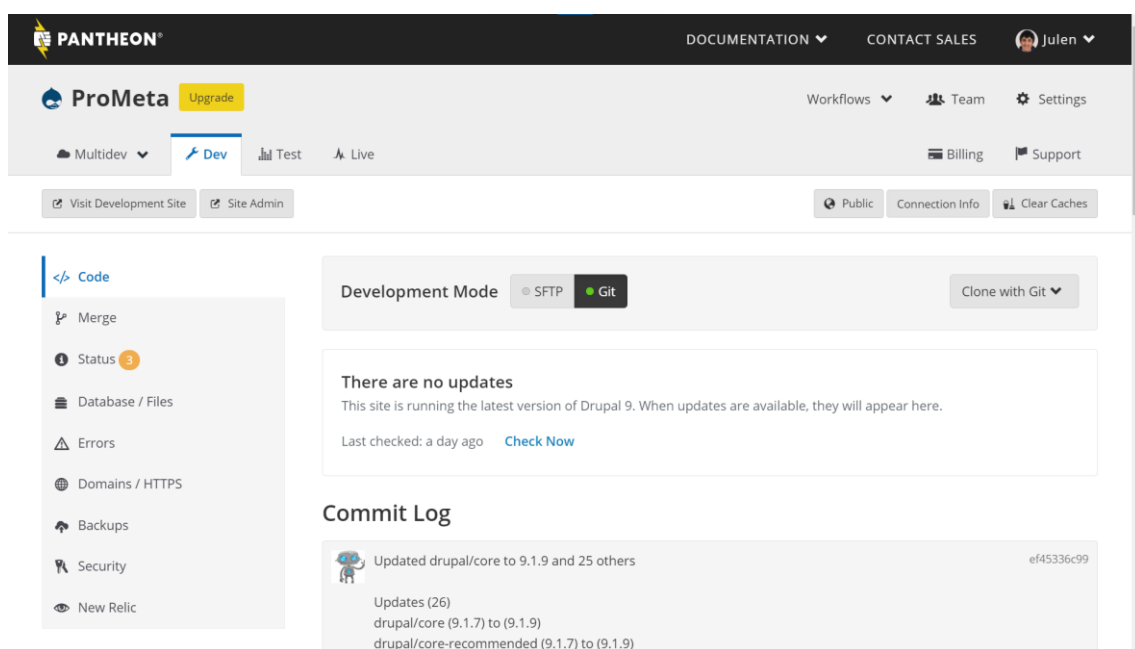 PANTHEON®
DOCUMENTATION CONTACT SALES Julen
ProMeta Upgrade Workflows Team Settings
Multidev Dev Test Live Billing Support
Visit Development Site Site Admin Public Connection Info Clear Caches
</> Code
Merge
Status 3
Database / Files
Errors
Domains / HTTPS
Backups
Security
New Relic
Development Mode SFTP Git Clone with Git
There are no updates
This site is running the latest version of Drupal 9. When updates are available, they will appear here.
Last checked: a day ago Check Now
Commit Log
Updated drupal/core to 9.1.9 and 25 others ef45336c99
Updates (26)
drupal/core (9.1.7) to (9.1.9)
drupal/core-recommended (9.1.7) to (9.1.9)